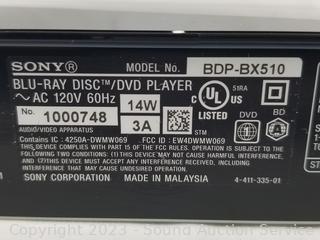 SONY® MODEL No. BDP-BX510
BLU-RAY DISC™/DVD PLAYER
~ AC 120V 60Hz 14W
No. 1000748 3A
AUDIO/VIDEO APPARATUS
Contains IC : 4250A-DWMW069 FCC ID : EW4DWMW069
THIS DEVICE COMPLIES WITH PART 15 OF THE FCC RULES. OPERATION IS SUBJECT TO THE
FOLLOWING TWO CONDITIONS: (1) THIS DEVICE MAY NOT CAUSE HARMFUL INTERFERENCE,
AND (2) THIS DEVICE MUST ACCEPT ANY INTERFERENCE RECEIVED, INCLUDING
INTERFERENCE THAT MAY CAUSE UNDESIRED OPERATION.
SONY CORPORATION MADE IN MALAYSIA 4-411-335-01
c UL US
LISTED
51RA
STM
DVD
BD
Copyright 2023 - Sound Auction Service